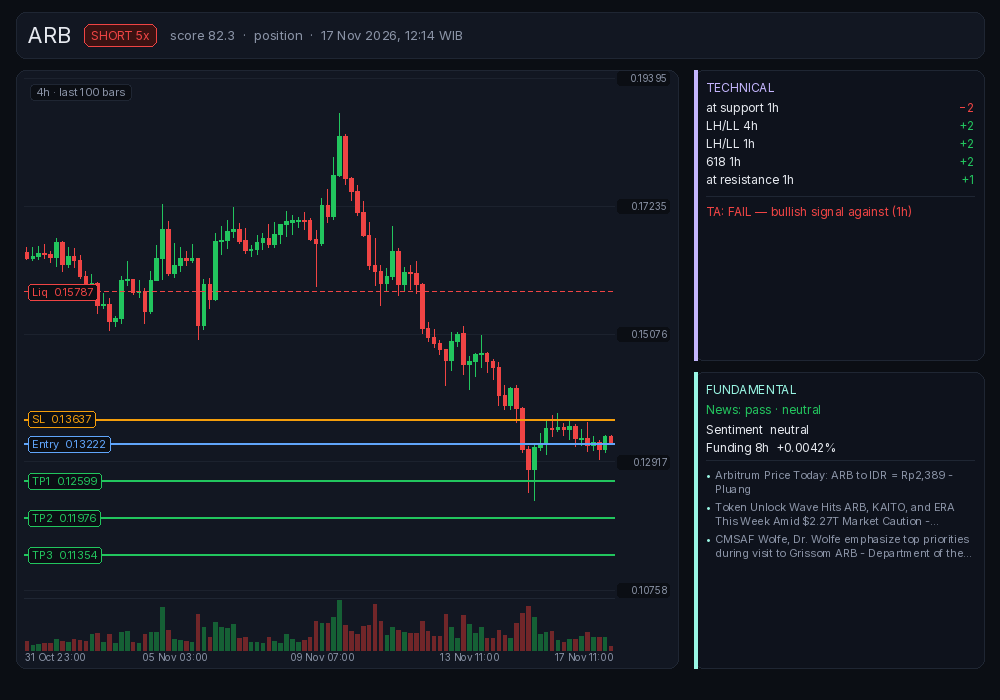 ARB SHORT 5x score 82.3 · position · 17 Nov 2026, 12:14 WIB
4h · last 100 bars
0.19395
0.17235
Liq 0.15787
0.15076
SL 0.13637
Entry 0.13222
0.12917
TP1 0.12599
TP2 0.11976
TP3 0.11354
0.10758
31 Oct 23:00 05 Nov 03:00 09 Nov 07:00 13 Nov 11:00 17 Nov 11:00
TECHNICAL
at support 1h −2
LH/LL 4h +2
LH/LL 1h +2
618 1h +2
at resistance 1h +1
TA: FAIL — bullish signal against (1h)
FUNDAMENTAL
News: pass · neutral
Sentiment neutral
Funding 8h +0.0042%
• Arbitrum Price Today: ARB to IDR = Rp2,389 -
Pluang
• Token Unlock Wave Hits ARB, KAITO, and ERA
This Week Amid $2.27T Market Caution -...
• CMSAF Wolfe, Dr. Wolfe emphasize top priorities
during visit to Grissom ARB - Department of the...